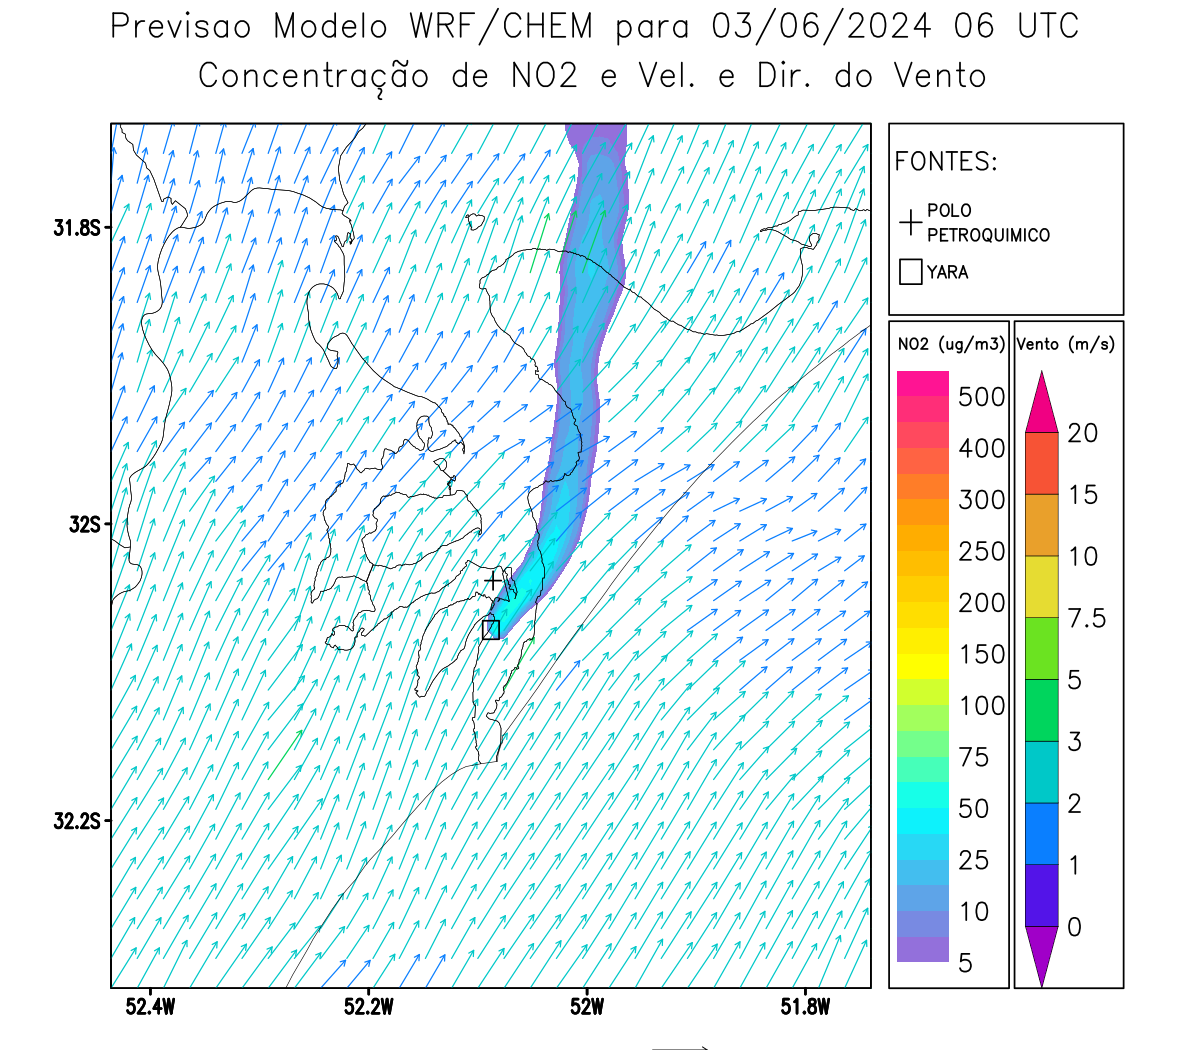 Previsao Modelo WRF/CHEM para 03/06/2024 06 UTC
Concentração de NO2 e Vel. e Dir. do Vento
FONTES:
POLO
PETROQUIMICO
YARA
NO2 (ug/m3)
500
400
300
250
200
150
100
75
50
25
10
5
Vento (m/s)
20
15
10
7.5
5
3
2
1
0
31.8S
32S
32.2S
52.4W
52.2W
52W
51.8W